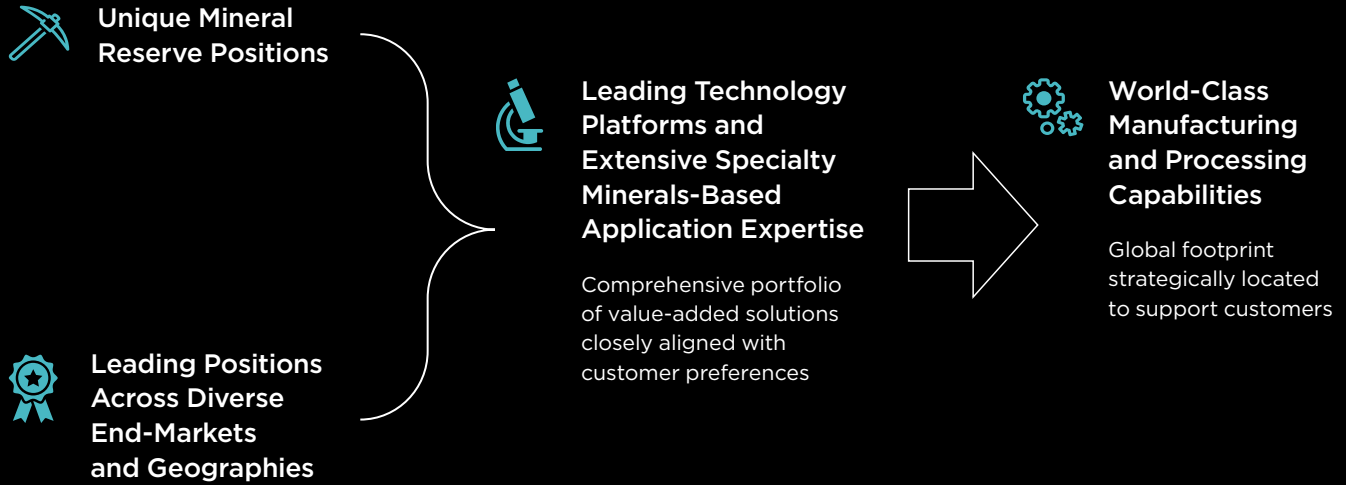 Unique Mineral
Reserve Positions
Leading Positions
Across Diverse
End-Markets
and Geographies
Leading Technology
Platforms and
Extensive Specialty
Minerals-Based
Application Expertise
Comprehensive portfolio
of value-added solutions
closely aligned with
customer preferences
World-Class
Manufacturing
and Processing
Capabilities
Global footprint
strategically located
to support customers